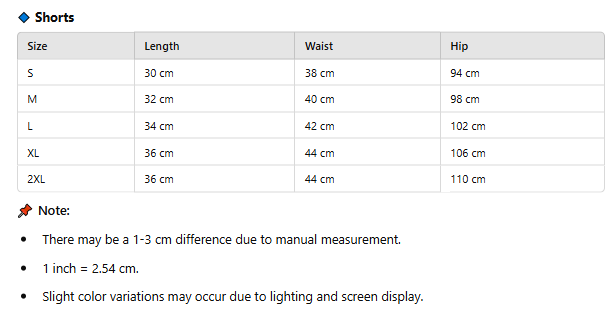 Shorts
Size Length Waist Hip
S 30 cm 38 cm 94 cm
M 32 cm 40 cm 98 cm
L 34 cm 42 cm 102 cm
XL 36 cm 44 cm 106 cm
2XL 36 cm 44 cm 110 cm
Note:
There may be a 1-3 cm difference due to manual measurement.
1 inch = 2.54 cm.
Slight color variations may occur due to lighting and screen display.